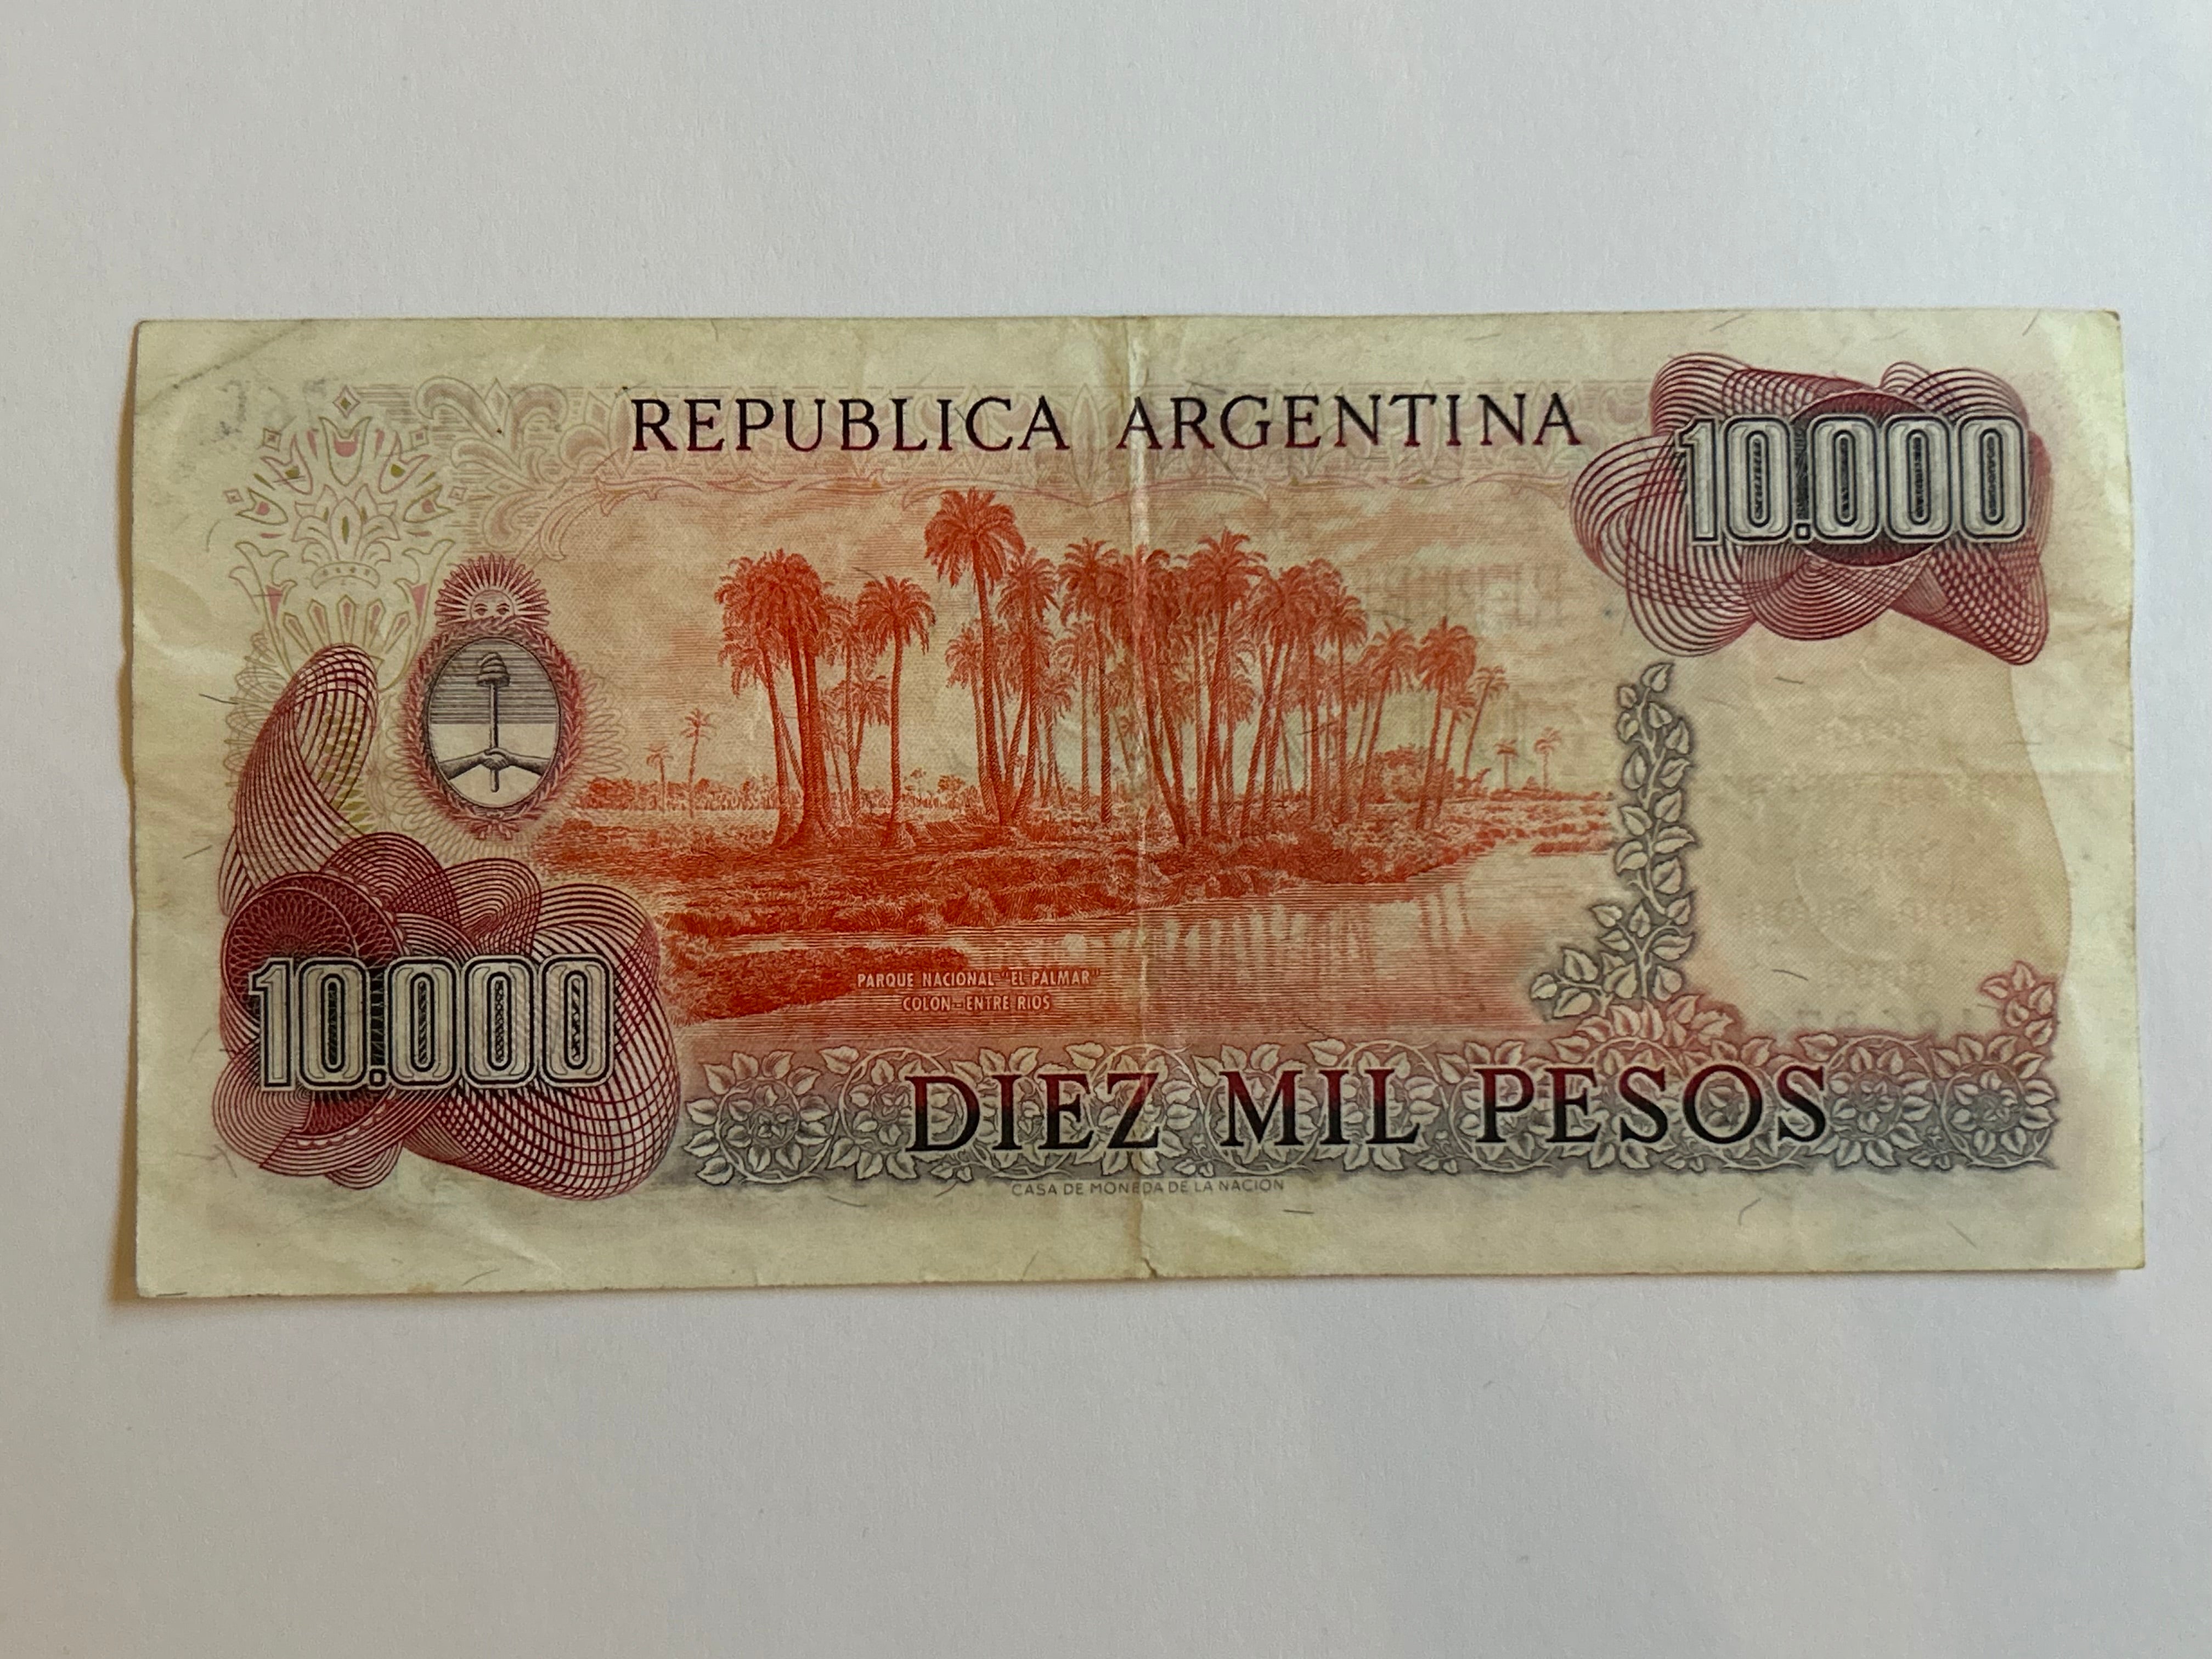 REPUBLICA ARGENTINA
10.000
PARQUE NACIONAL "EL PALMAR"
COLON-ENTRE RIOS
10.000
DIEZ MIL PESOS
CASA DE MONEDA DE LA NACION